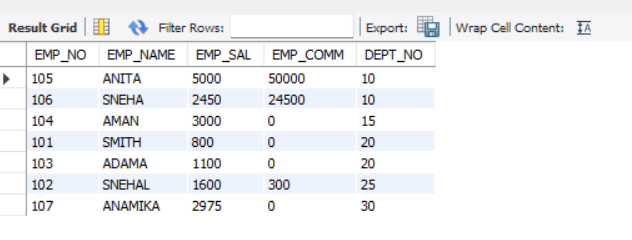 Result Grid Filter Rows: Export: Wrap Cell Content: IA
EMP_NO EMP_NAME EMP_SAL EMP_COMM DEPT_NO
105 ANITA 5000 50000 10
106 SNEHA 2450 24500 10
104 AMAN 3000 0 15
101 SMITH 800 0 20
103 ADAMA 1100 0 20
102 SNEHAL 1600 300 25
107 ANAMIKA 2975 0 30